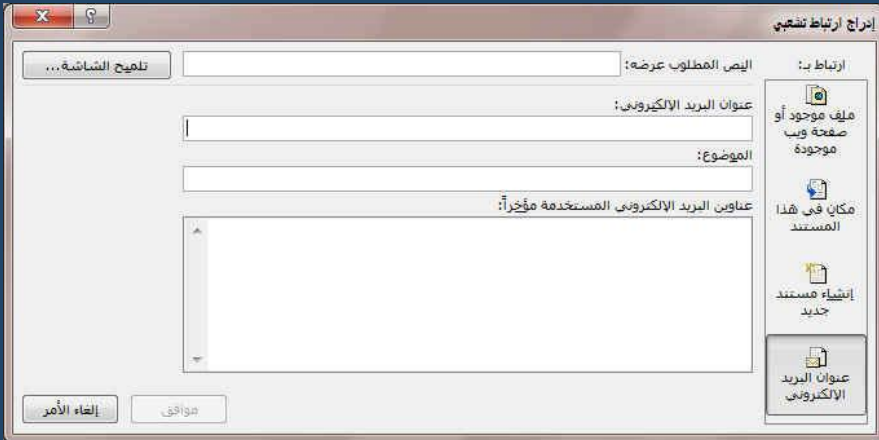 إدراج ارتباط تشعبي
ارتباط بـ:
النص المطلوب عرضه:
تلميح الشاشة...
ملف موجود أو
صفحة ويب
موجودة
مكان في هذا
المستند
إنشاء مستند
جديد
عنوان البريد
الإلكتروني
عنوان البريد الإلكتروني:
الموضوع:
عناوين البريد الإلكتروني المستخدمة مؤخراً:
موافق
إلغاء الأمر